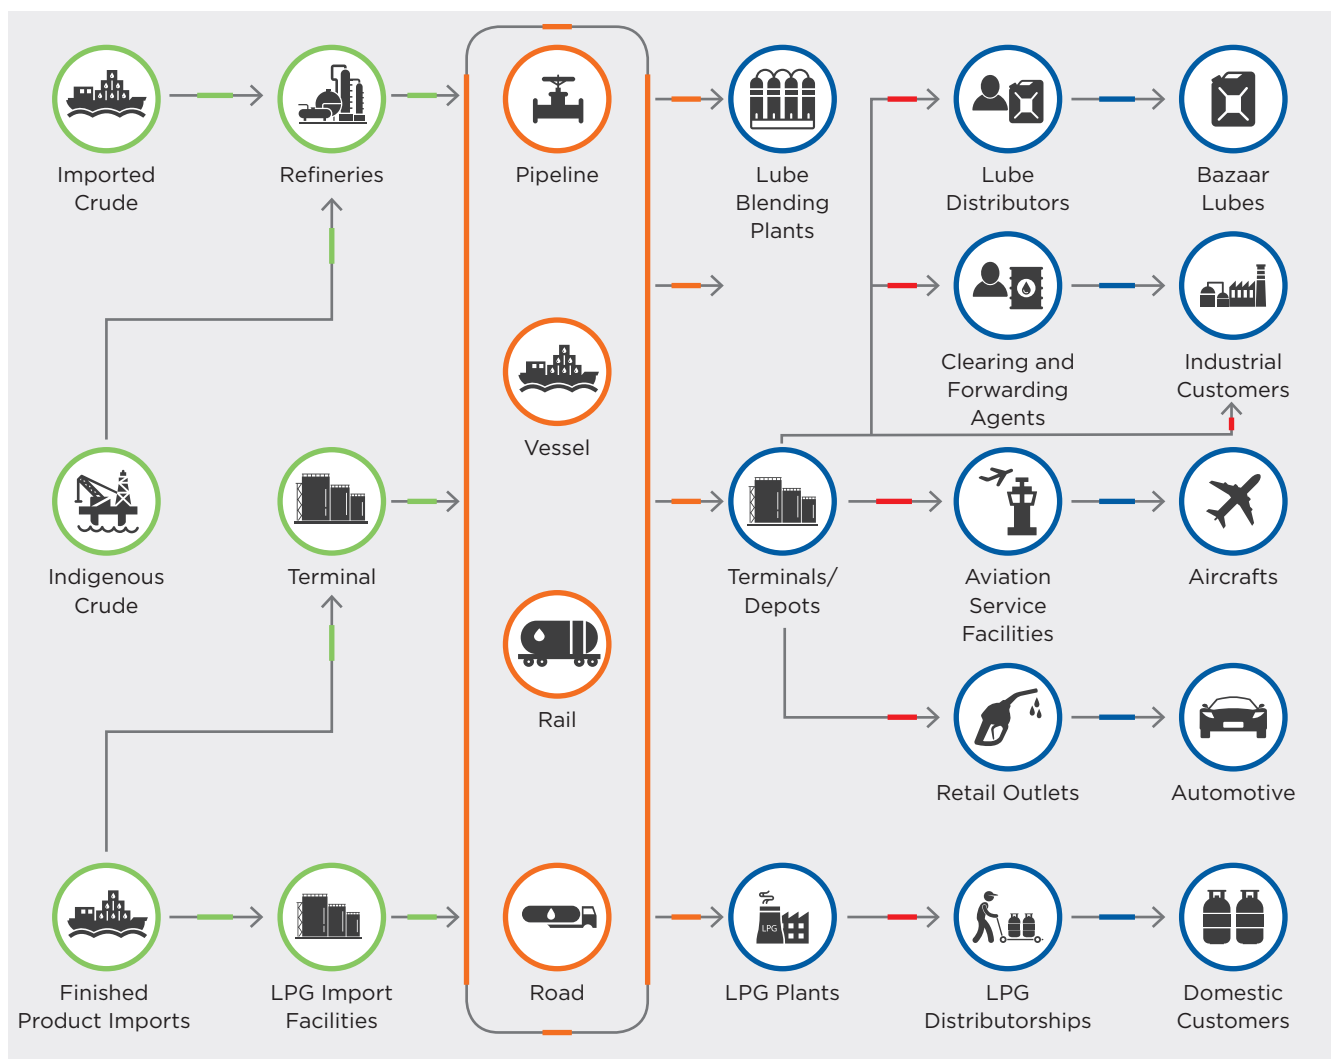 Imported
Crude
Refineries
Pipeline
Lube
Blending
Plants
Lube
Distributors
Bazaar
Lubes
Vessel
Clearing and
Forwarding
Agents
Industrial
Customers
Indigenous
Crude
Terminal
Terminals/
Depots
Aviation
Service
Facilities
Aircrafts
Rail
Retail Outlets
Automotive
LPG
Finished
Product Imports
LPG Import
Facilities
Road
LPG Plants
LPG
Distributorships
Domestic
Customers